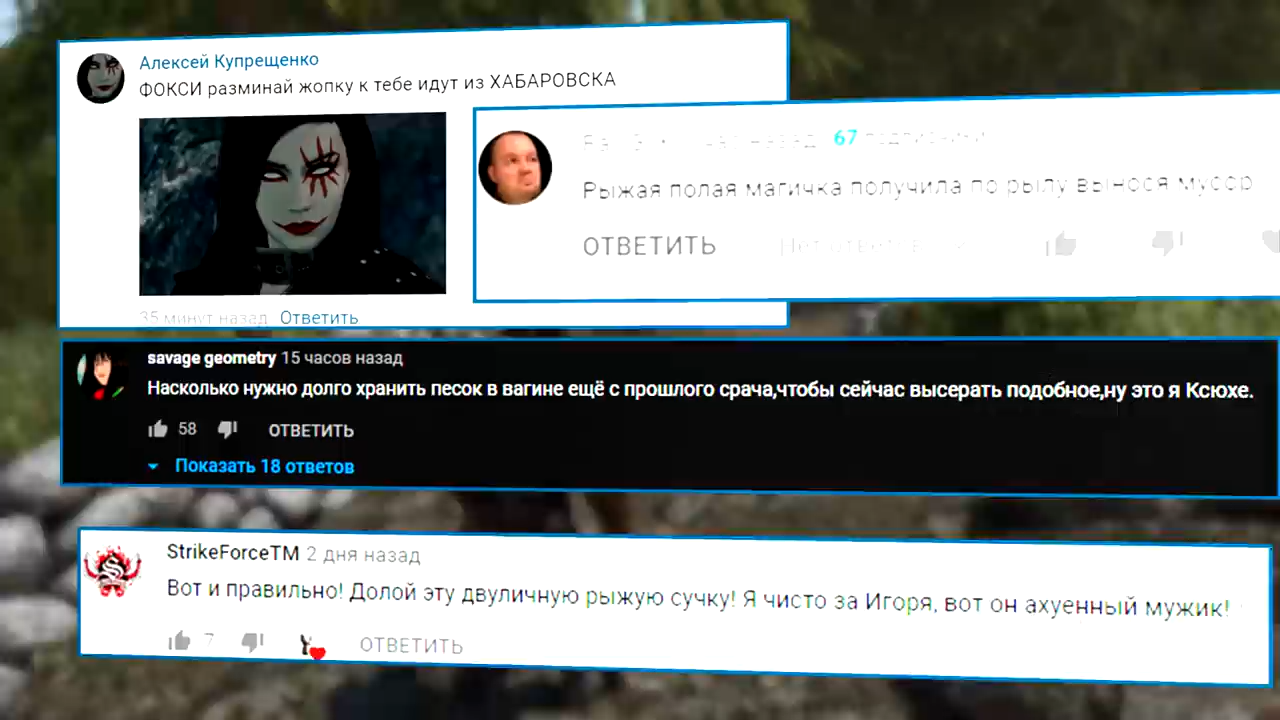 Алексей Купрещенко
ФОКСИ разминай жопку к тебе идут из ХАБАРОВСКА
35 минут назад Ответить
назад 67
Рыжая полая магичка получила по рылу вынося мусор
ОТВЕТИТЬ Нет ответов
savage geometry 15 часов назад
Насколько нужно долго хранить песок в вагине ещё с прошлого срача,чтобы сейчас высерать подобное,ну это я Ксюхе.
58 ОТВЕТИТЬ
Показать 18 ответов
StrikeForceTM 2 дня назад
Вот и правильно! Долой эту двуличную рыжую сучку! Я чисто за Игоря, вот он ахуенный мужик!
7 ОТВЕТИТЬ